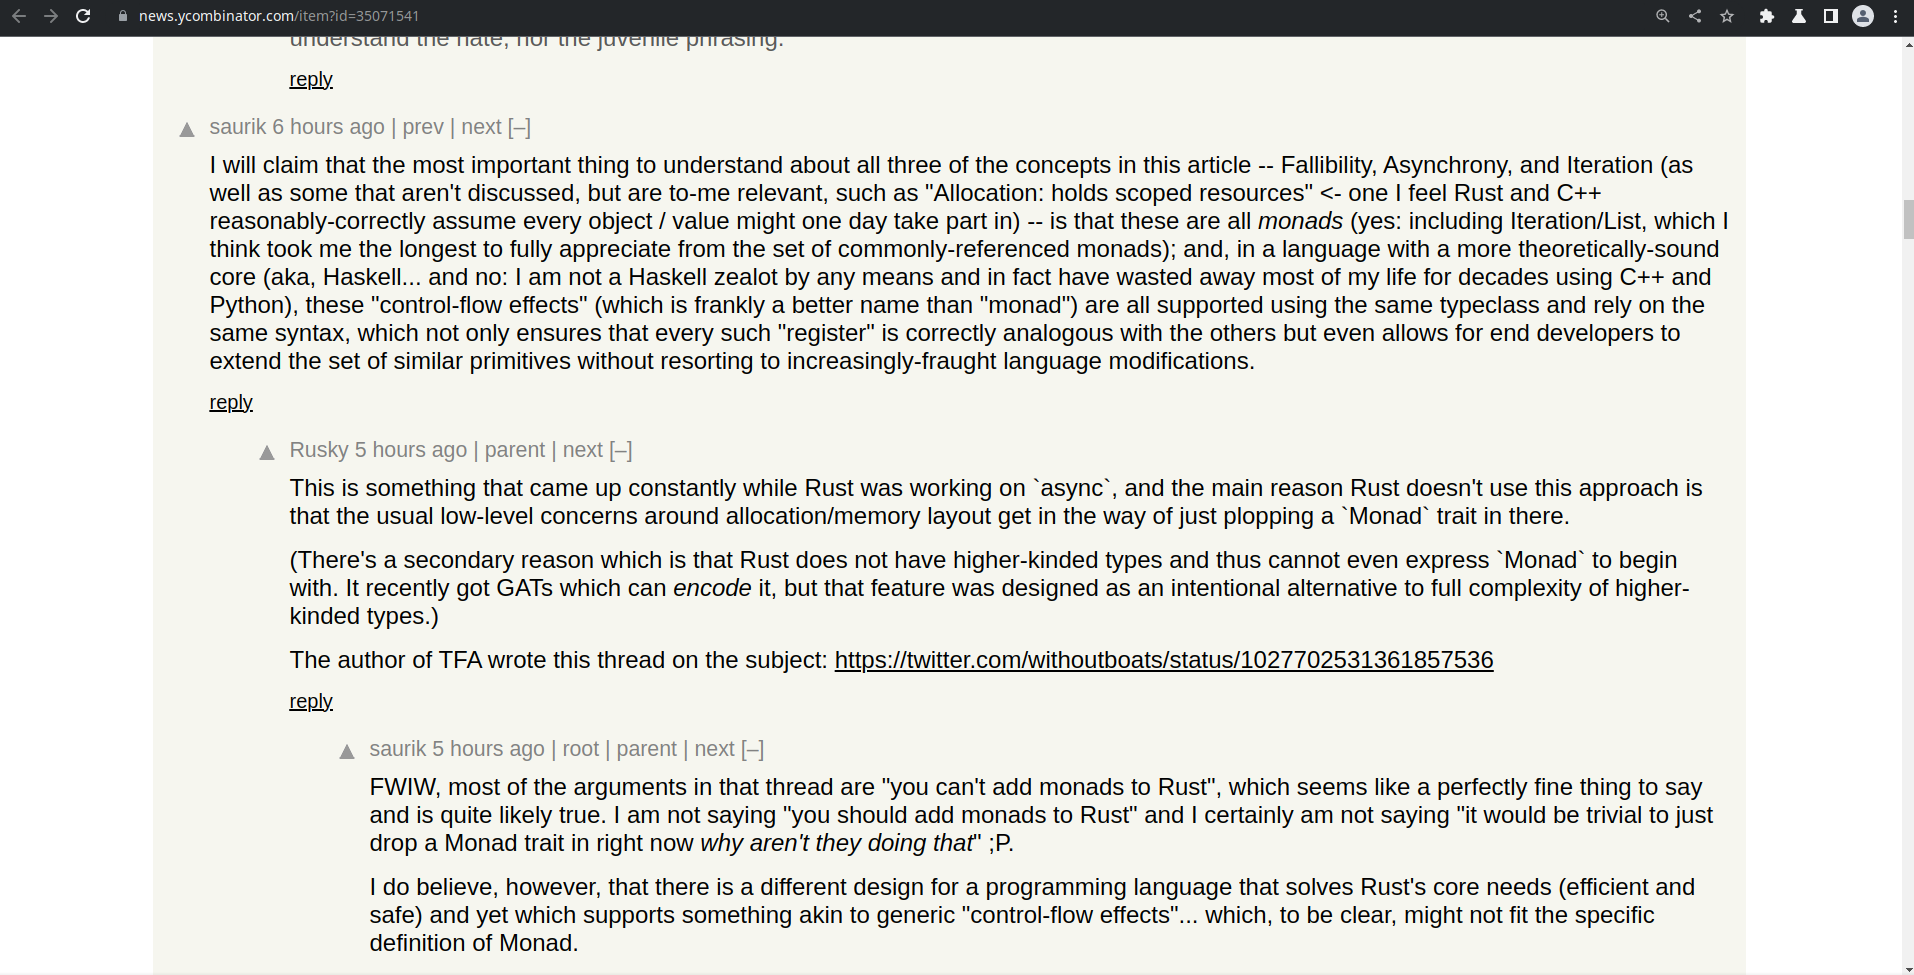 news.ycombinator.com/item?id=35071541
understand the hate, nor the juvenile phrasing.
reply
▲ saurik 6 hours ago | prev | next [–]
I will claim that the most important thing to understand about all three of the concepts in this article -- Fallibility, Asynchrony, and Iteration (as
well as some that aren't discussed, but are to-me relevant, such as "Allocation: holds scoped resources" <- one I feel Rust and C++
reasonably-correctly assume every object / value might one day take part in) -- is that these are all monads (yes: including Iteration/List, which I
think took me the longest to fully appreciate from the set of commonly-referenced monads); and, in a language with a more theoretically-sound
core (aka, Haskell... and no: I am not a Haskell zealot by any means and in fact have wasted away most of my life for decades using C++ and
Python), these "control-flow effects" (which is frankly a better name than "monad") are all supported using the same typeclass and rely on the
same syntax, which not only ensures that every such "register" is correctly analogous with the others but even allows for end developers to
extend the set of similar primitives without resorting to increasingly-fraught language modifications.
reply
▲ Rusky 5 hours ago | parent | next [–]
This is something that came up constantly while Rust was working on `async`, and the main reason Rust doesn't use this approach is
that the usual low-level concerns around allocation/memory layout get in the way of just plopping a `Monad` trait in there.
(There's a secondary reason which is that Rust does not have higher-kinded types and thus cannot even express `Monad` to begin
with. It recently got GATs which can encode it, but that feature was designed as an intentional alternative to full complexity of higher-
kinded types.)
The author of TFA wrote this thread on the subject: https://twitter.com/withoutboats/status/1027702531361857536
reply
▲ saurik 5 hours ago | root | parent | next [–]
FWIW, most of the arguments in that thread are "you can't add monads to Rust", which seems like a perfectly fine thing to say
and is quite likely true. I am not saying "you should add monads to Rust" and I certainly am not saying "it would be trivial to just
drop a Monad trait in right now why aren't they doing that" ;P.
I do believe, however, that there is a different design for a programming language that solves Rust's core needs (efficient and
safe) and yet which supports something akin to generic "control-flow effects"... which, to be clear, might not fit the specific
definition of Monad.